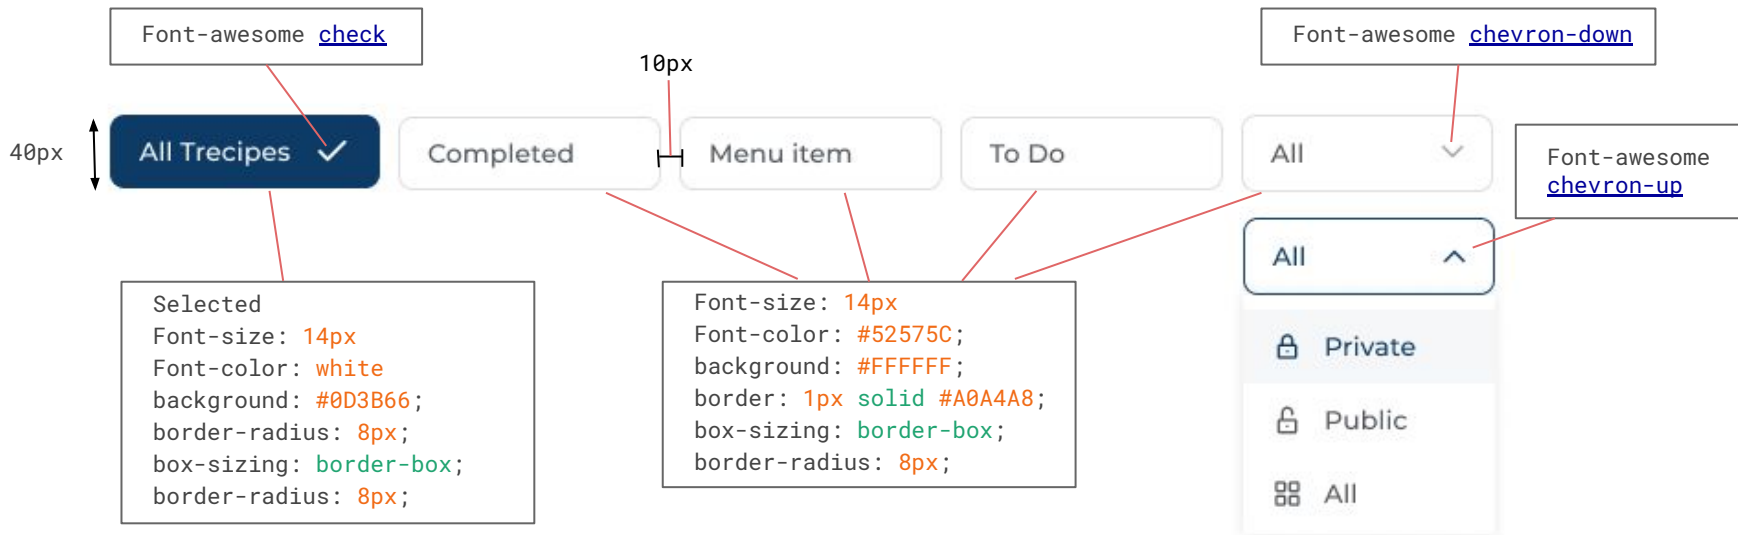 Font-awesome check
Font-awesome chevron-down
10px
40px
All Trecipes
Completed
Menu item
To Do
All
Font-awesome
chevron-up
All
Private
Public
All
Selected
Font-size: 14px
Font-color: white
background: #0D3B66;
border-radius: 8px;
box-sizing: border-box;
border-radius: 8px;
Font-size: 14px
Font-color: #52575C;
background: #FFFFFF;
border: 1px solid #A0A4A8;
box-sizing: border-box;
border-radius: 8px;